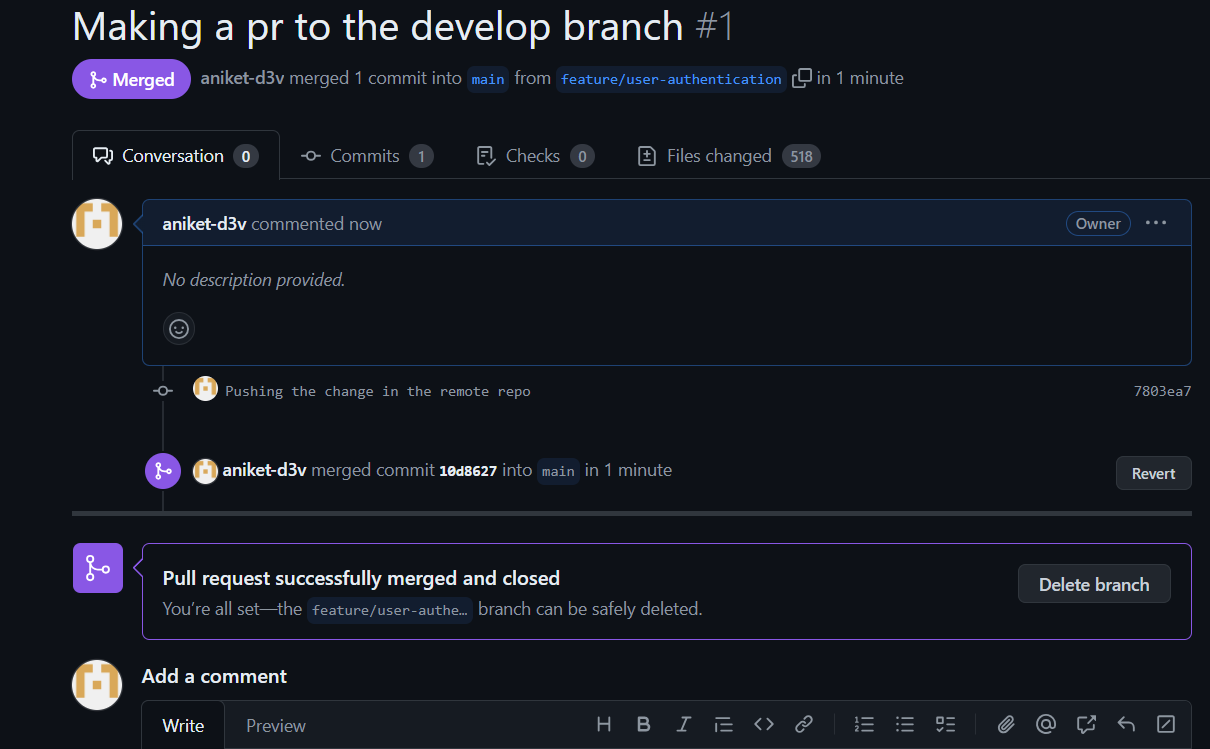 Making a pr to the develop branch #1
Merged aniket-d3v merged 1 commit into main from feature/user-authentication in 1 minute
Conversation 0 Commits 1 Checks 0 Files changed 518
aniket-d3v commented now Owner
No description provided.
Pushing the change in the remote repo 7803ea7
aniket-d3v merged commit 10d8627 into main in 1 minute Revert
Pull request successfully merged and closed
Delete branch
You’re all set—the feature/user-authe… branch can be safely deleted.
Add a comment
Write Preview